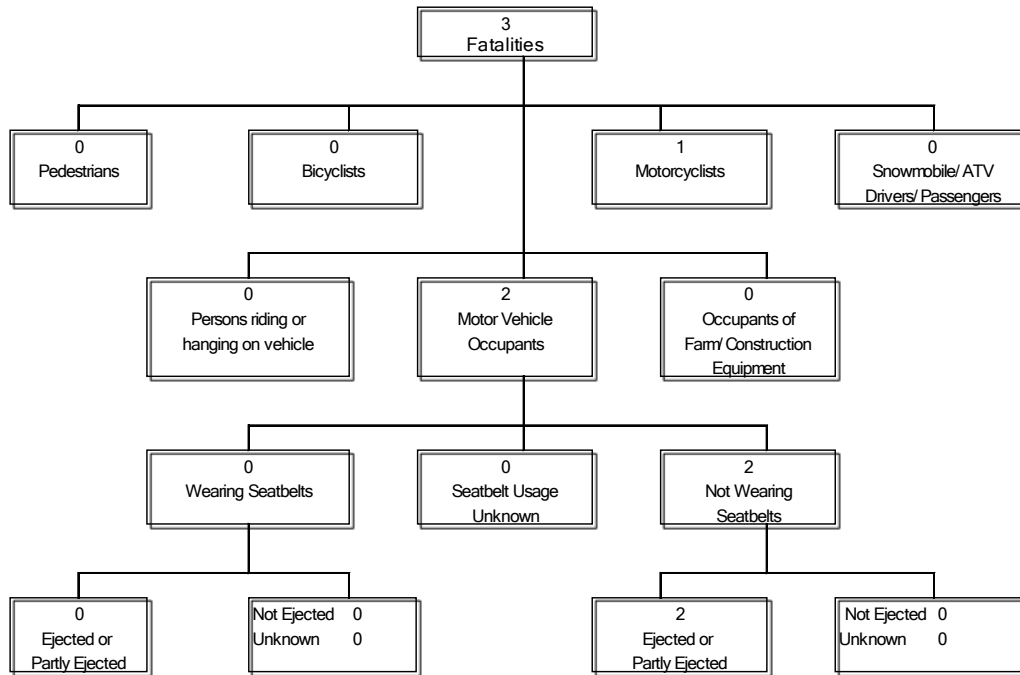 3
Fatalities
0
Pedestrians
0
Bicyclists
1
Motorcyclists
0
Snowmobile/ ATV
Drivers/ Passengers
0
Persons riding or
hanging on vehicle
2
Motor Vehicle
Occupants
0
Occupants of
Farm/ Construction
Equipment
0
Wearing Seatbelts
0
Seatbelt Usage
Unknown
2
Not Wearing
Seatbelts
0
Ejected or
Partly Ejected
Not Ejected 0
Unknown 0
2
Ejected or
Partly Ejected
Not Ejected 0
Unknown 0